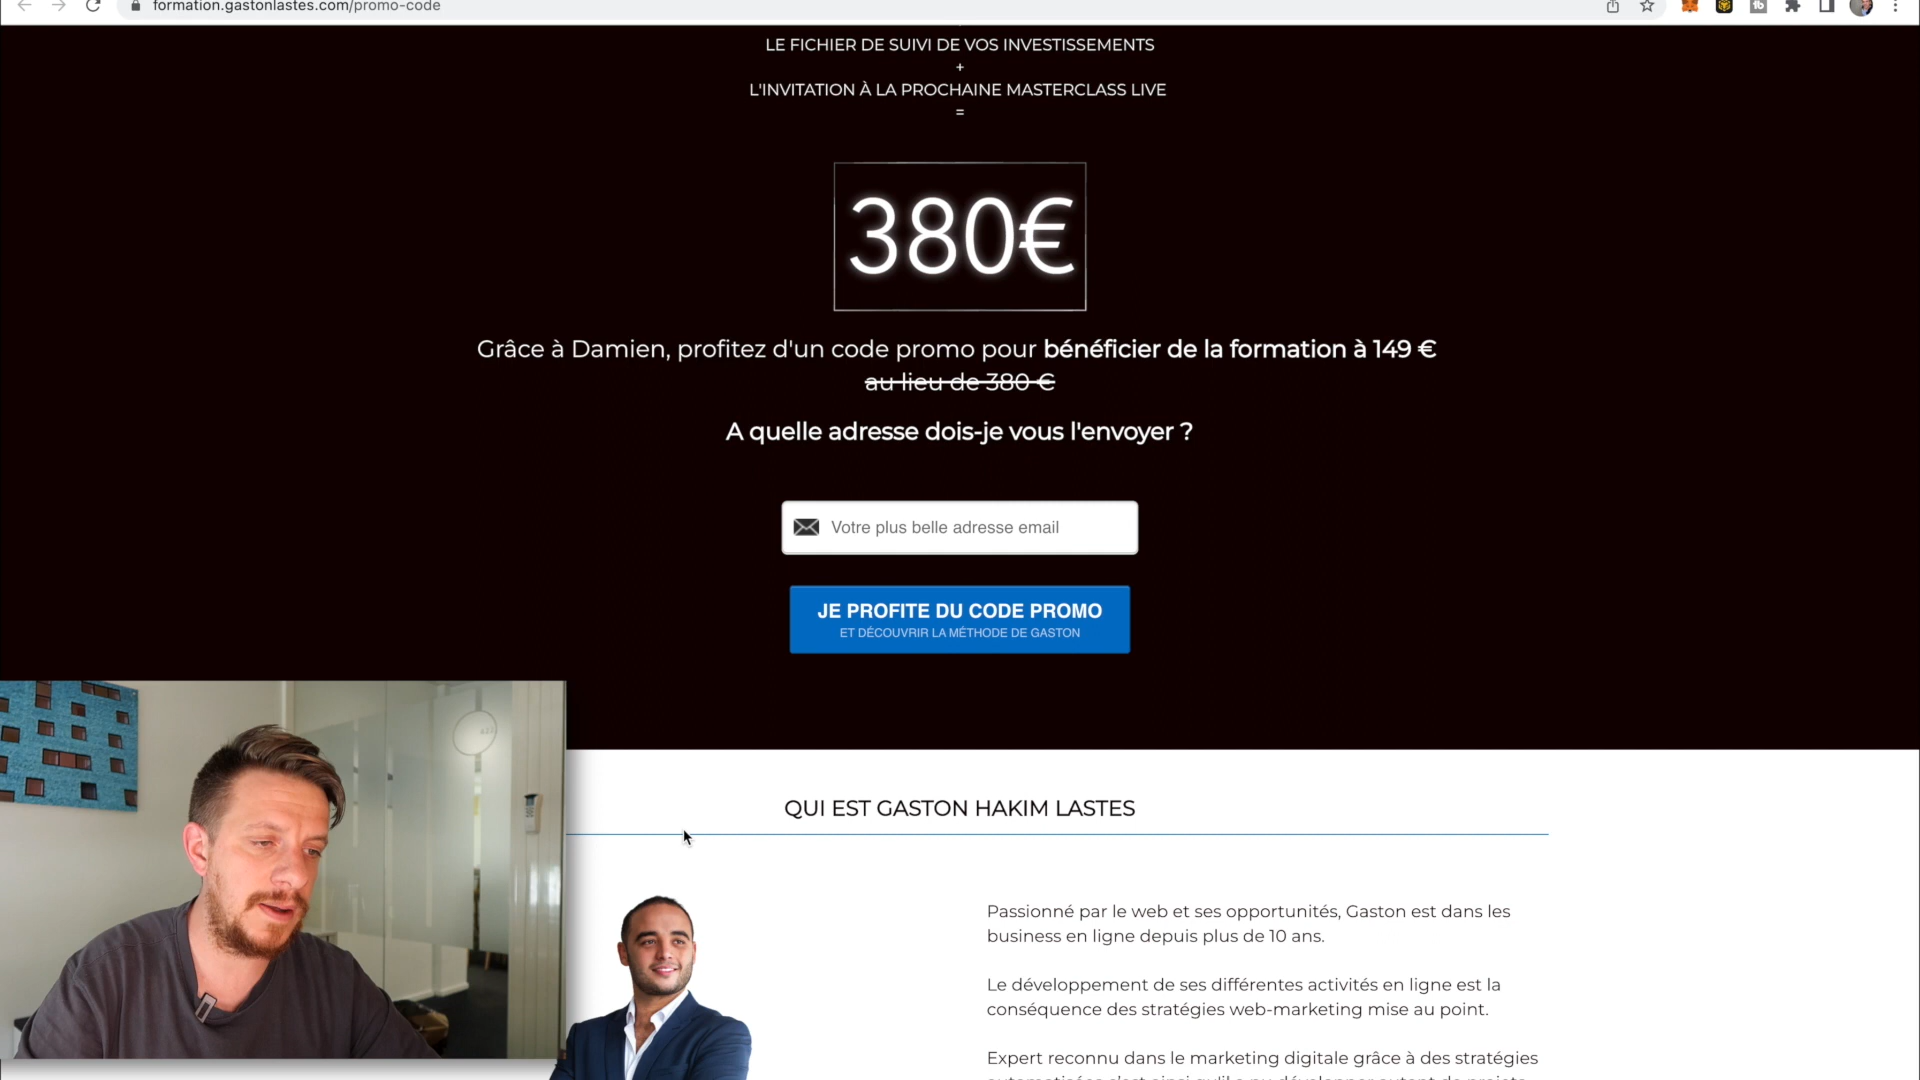 formation.gastonlastes.com/promo-code
LE FICHIER DE SUIVI DE VOS INVESTISSEMENTS
+
L'INVITATION À LA PROCHAINE MASTERCLASS LIVE
=
380€
Grâce à Damien, profitez d'un code promo pour bénéficier de la formation à 149 €
au lieu de 380 €
A quelle adresse dois-je vous l'envoyer ?
Votre plus belle adresse email
JE PROFITE DU CODE PROMO
ET DÉCOUVRIR LA MÉTHODE DE GASTON
QUI EST GASTON HAKIM LASTES
Passionné par le web et ses opportunités, Gaston est dans les
business en ligne depuis plus de 10 ans.
Le développement de ses différentes activités en ligne est la
conséquence des stratégies web-marketing mise au point.
Expert reconnu dans le marketing digitale grâce à des stratégies